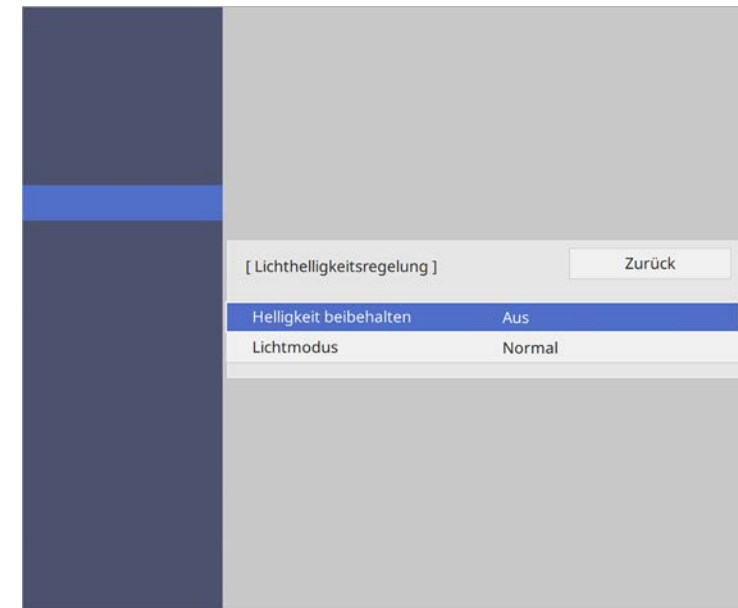 [ Lichthelligkeitsregelung ] Zurück
Helligkeit beibehalten Aus
Lichtmodus Normal